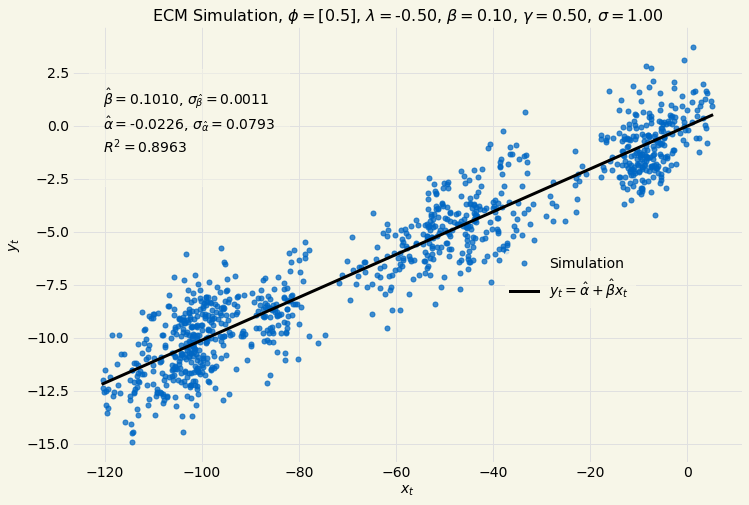 ECM Simulation, ϕ = [0.5], λ = -0.50, β = 0.10, γ = 0.50, σ = 1.00
β̂ = 0.1010, σ_β̂ = 0.0011
α̂ = -0.0226, σ_α̂ = 0.0793
R² = 0.8963
2.5
0.0
−2.5
−5.0
−7.5
−10.0
−12.5
−15.0
y_t
Simulation
y_t = α̂ + β̂x_t
−120 −100 −80 −60 −40 −20 0
x_t